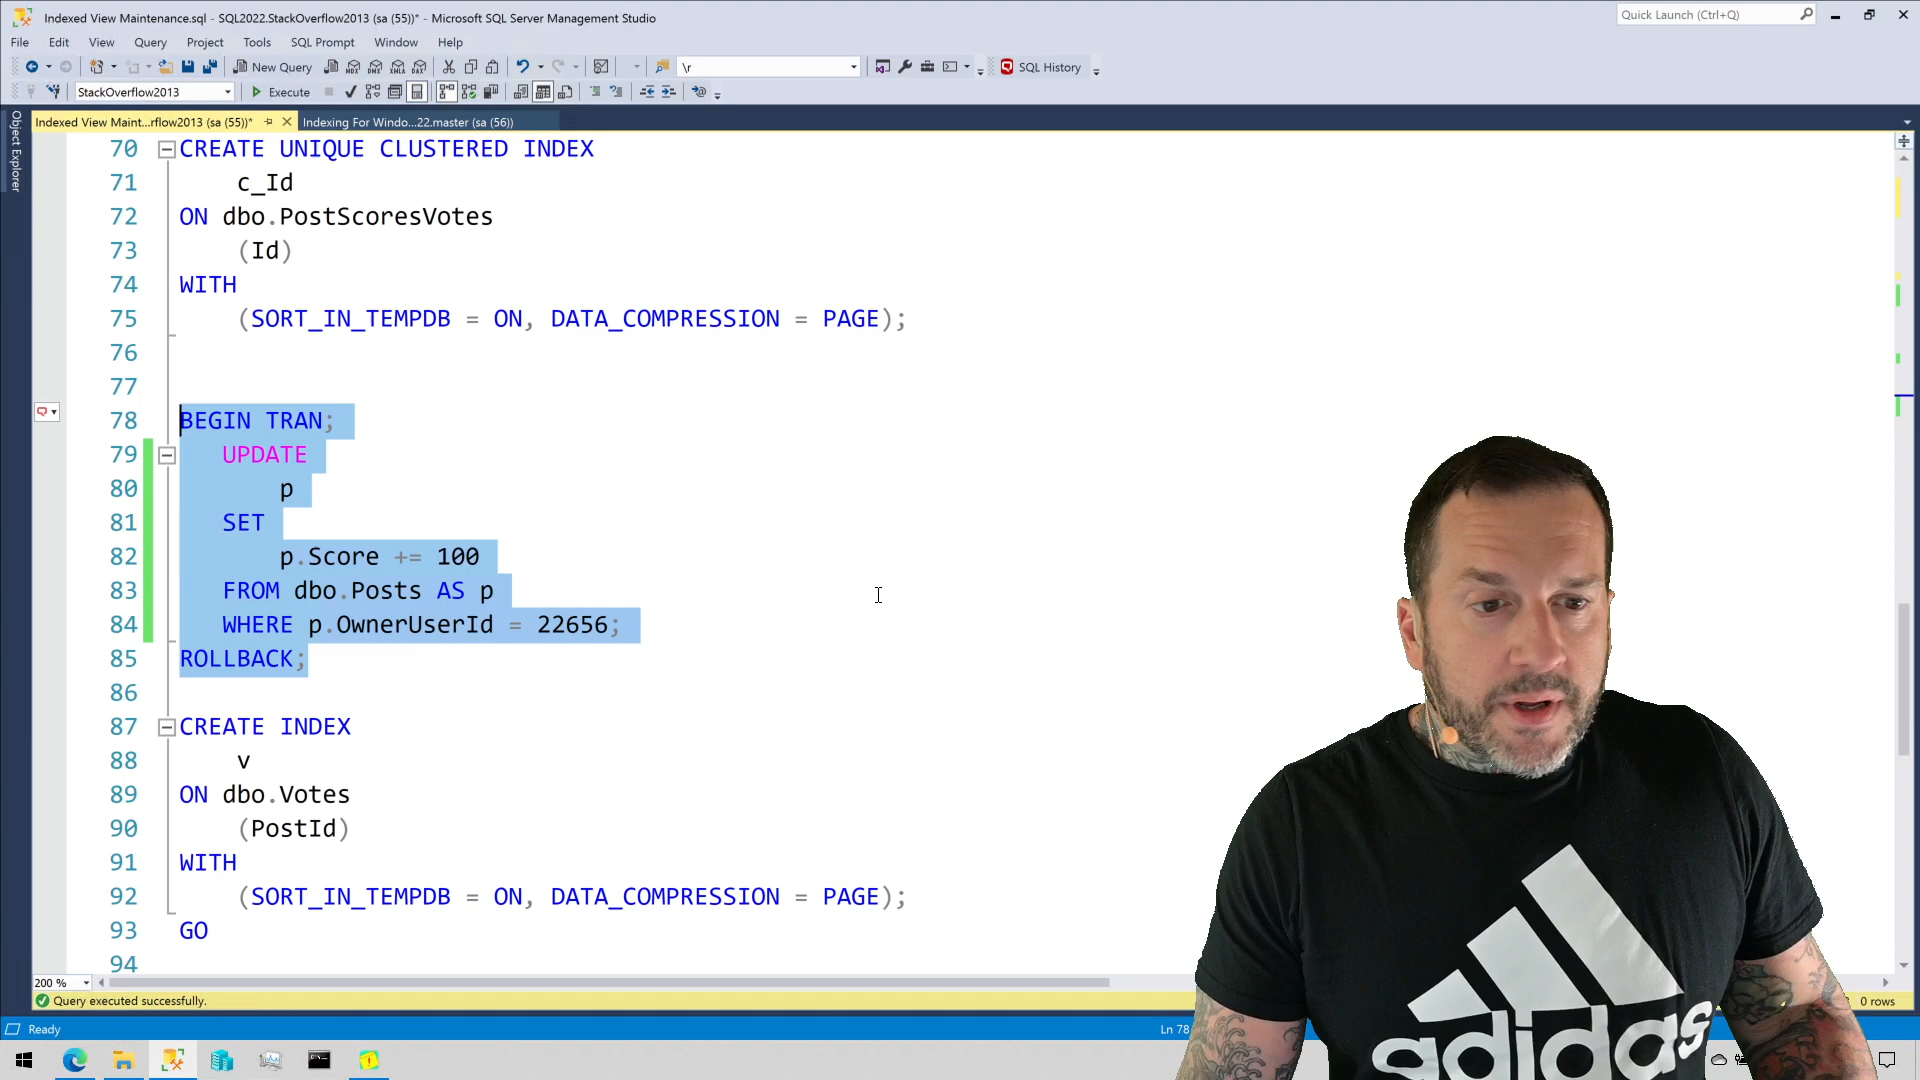 Indexed View Maintenance.sql - SQL2022.StackOverflow2013 (sa (55))* - Microsoft SQL Server Management Studio
Quick Launch (Ctrl+Q)
File Edit View Query Project Tools SQL Prompt Window Help
New Query
MDX DMX XMLA DAX
\r
SQL History
StackOverflow2013
Execute
Indexed View Maint...rflow2013 (sa (55))*
Indexing For Windo...22.master (sa (56))
Object Explorer
70 CREATE UNIQUE CLUSTERED INDEX
71 c_Id
72 ON dbo.PostScoresVotes
73 (Id)
74 WITH
75 (SORT_IN_TEMPDB = ON, DATA_COMPRESSION = PAGE);
76
77
78 BEGIN TRAN;
79 UPDATE
80 p
81 SET
82 p.Score += 100
83 FROM dbo.Posts AS p
84 WHERE p.OwnerUserId = 22656;
85 ROLLBACK;
86
87 CREATE INDEX
88 v
89 ON dbo.Votes
90 (PostId)
91 WITH
92 (SORT_IN_TEMPDB = ON, DATA_COMPRESSION = PAGE);
93 GO
94
200 %
Query executed successfully.
0 rows
Ready
Ln 78
adidas